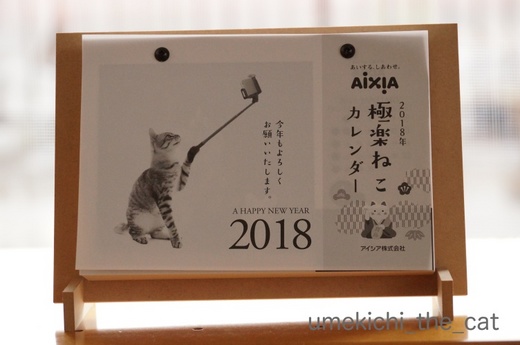 今年もよろしく
お願いいたします。
A HAPPY NEW YEAR
2018
あいする。しあわせ。
AIXIA
2018年
極楽ねこ
カレンダー
アイシア株式会社
umekichi_the_cat